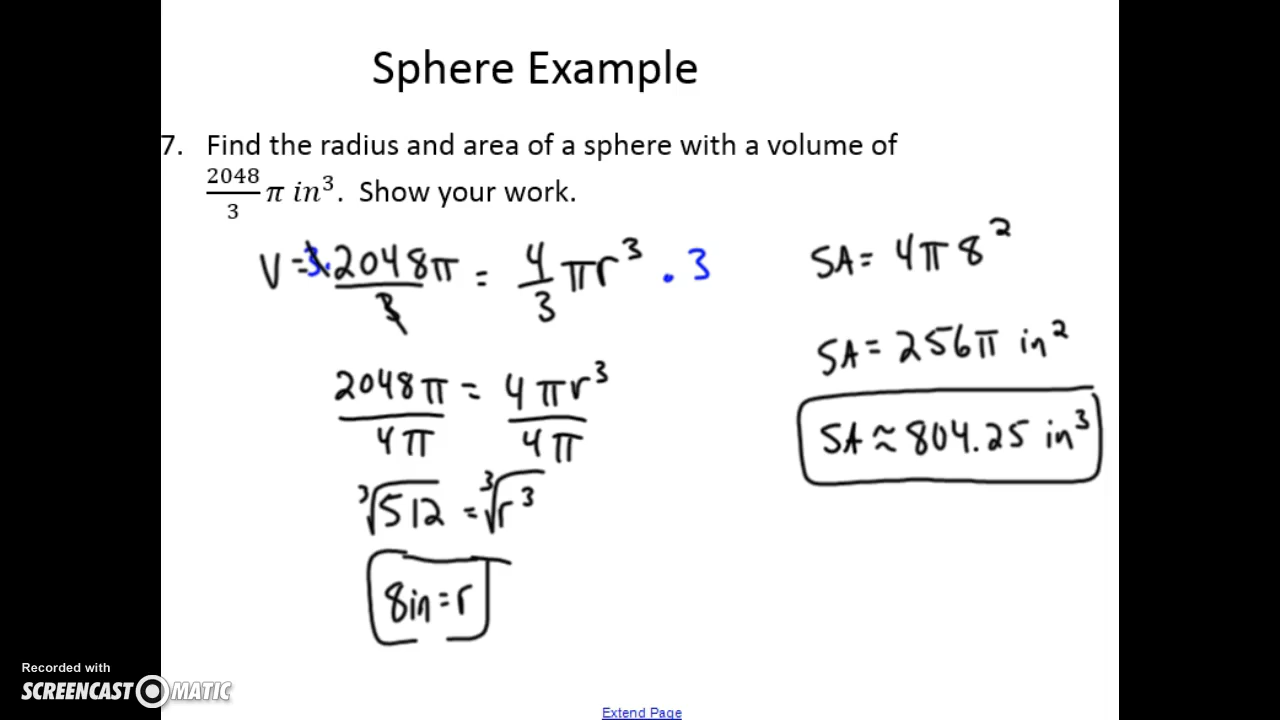 Sphere Example
7. Find the radius and area of a sphere with a volume of
2048/3 π in³. Show your work.
V = 3 · 2048π/3 = 4/3 πr³ · 3
2048π/4π = 4πr³/4π
∛512 = ∛r³
8in = r
SA = 4π8²
SA = 256π in²
SA ≈ 804.25 in³
Recorded with
SCREENCAST MATIC
Extend Page